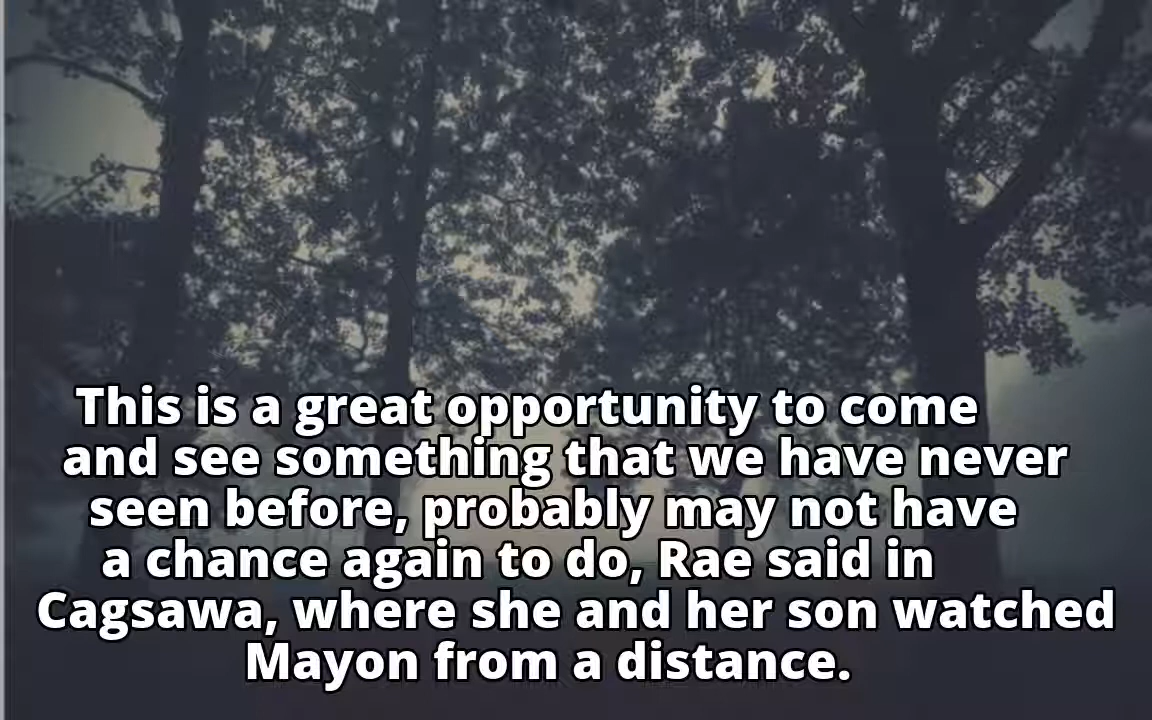 This is a great opportunity to come
and see something that we have never
seen before, probably may not have
a chance again to do, Rae said in
Cagsawa, where she and her son watched
Mayon from a distance.